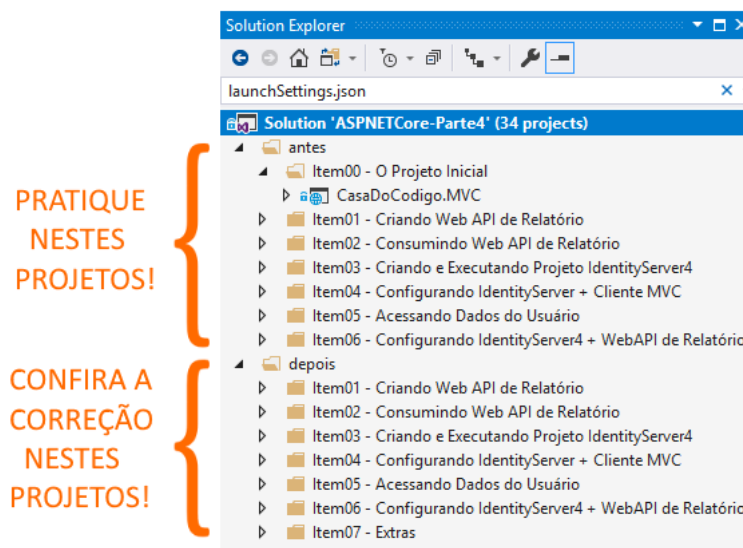 Solution Explorer
launchSettings.json
Solution 'ASPNETCore-Parte4' (34 projects)
antes
Item00 - O Projeto Inicial
CasaDoCodigo.MVC
Item01 - Criando Web API de Relatório
Item02 - Consumindo Web API de Relatório
Item03 - Criando e Executando Projeto IdentityServer4
Item04 - Configurando IdentityServer + Cliente MVC
Item05 - Acessando Dados do Usuário
Item06 - Configurando IdentityServer4 + WebAPI de Relatório
PRATIQUE
NESTES
PROJETOS!
depois
Item01 - Criando Web API de Relatório
Item02 - Consumindo Web API de Relatório
Item03 - Criando e Executando Projeto IdentityServer4
Item04 - Configurando IdentityServer + Cliente MVC
Item05 - Acessando Dados do Usuário
Item06 - Configurando IdentityServer4 + WebAPI de Relatório
Item07 - Extras
CONFIRA A
CORREÇÃO
NESTES
PROJETOS!